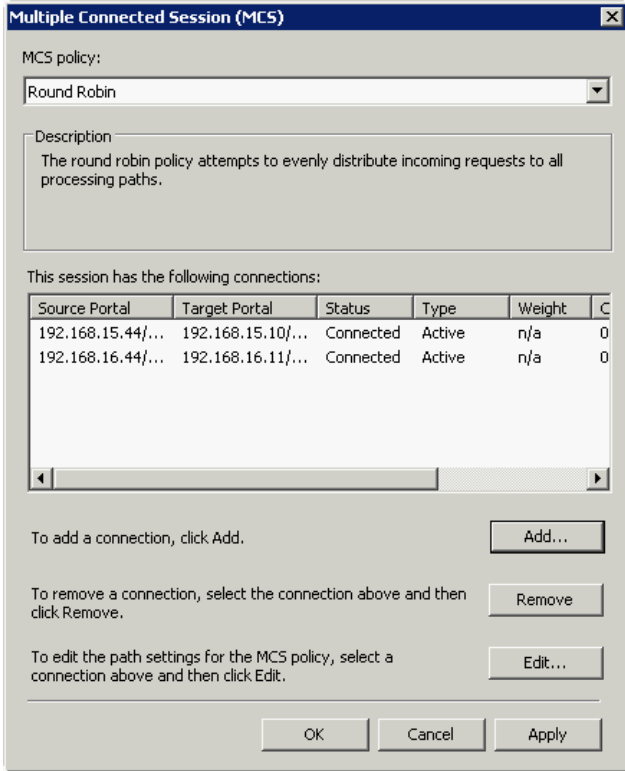 Multiple Connected Session (MCS)
MCS policy:
Round Robin
Description
The round robin policy attempts to evenly distribute incoming requests to all
processing paths.
This session has the following connections:
Source Portal Target Portal Status Type Weight C
192.168.15.44/... 192.168.15.10/... Connected Active n/a 0
192.168.16.44/... 192.168.16.11/... Connected Active n/a 0
To add a connection, click Add.
Add...
To remove a connection, select the connection above and then
click Remove.
Remove
To edit the path settings for the MCS policy, select a
connection above and then click Edit.
Edit...
OK Cancel Apply